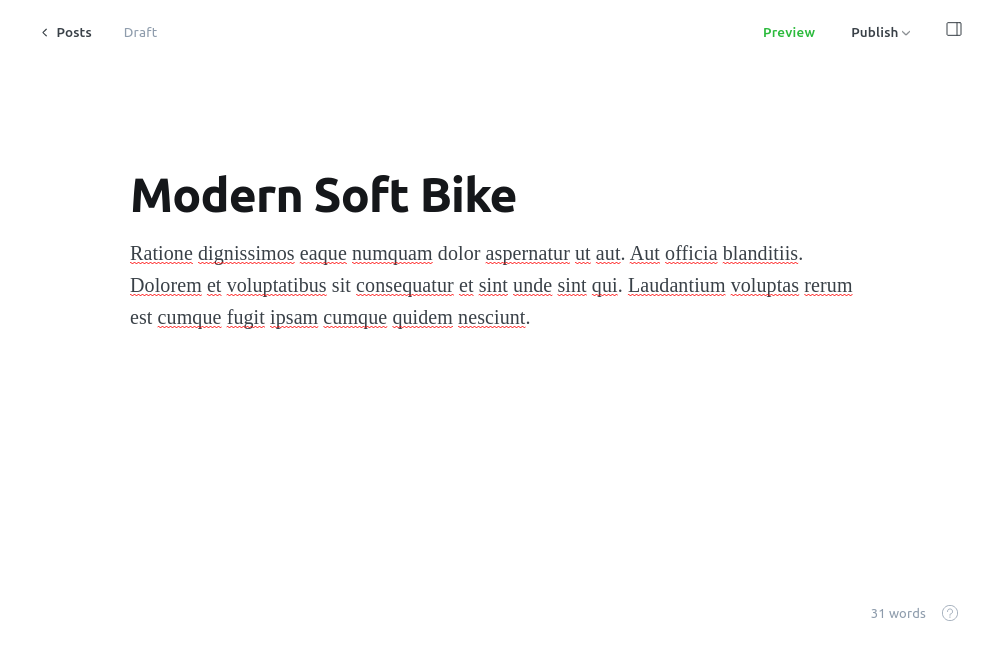 Posts
Draft
Preview
Publish
Modern Soft Bike
Ratione dignissimos eaque numquam dolor aspernatur ut aut. Aut officia blanditiis.
Dolorem et voluptatibus sit consequatur et sint unde sint qui. Laudantium voluptas rerum
est cumque fugit ipsam cumque quidem nesciunt.
31 words
?